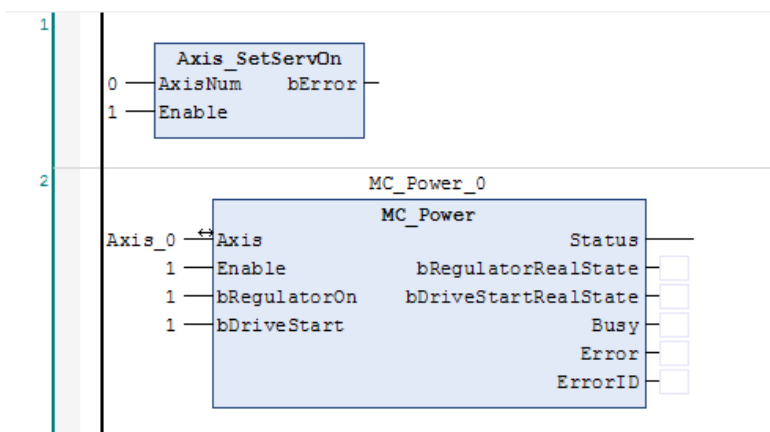 1
Axis_SetServOn
0 AxisNum bError
1 Enable
2
MC_Power_0
MC_Power
Axis_0 Axis Status
1 Enable bRegulatorRealState
1 bRegulatorOn bDriveStartRealState
1 bDriveStart Busy
Error
ErrorID